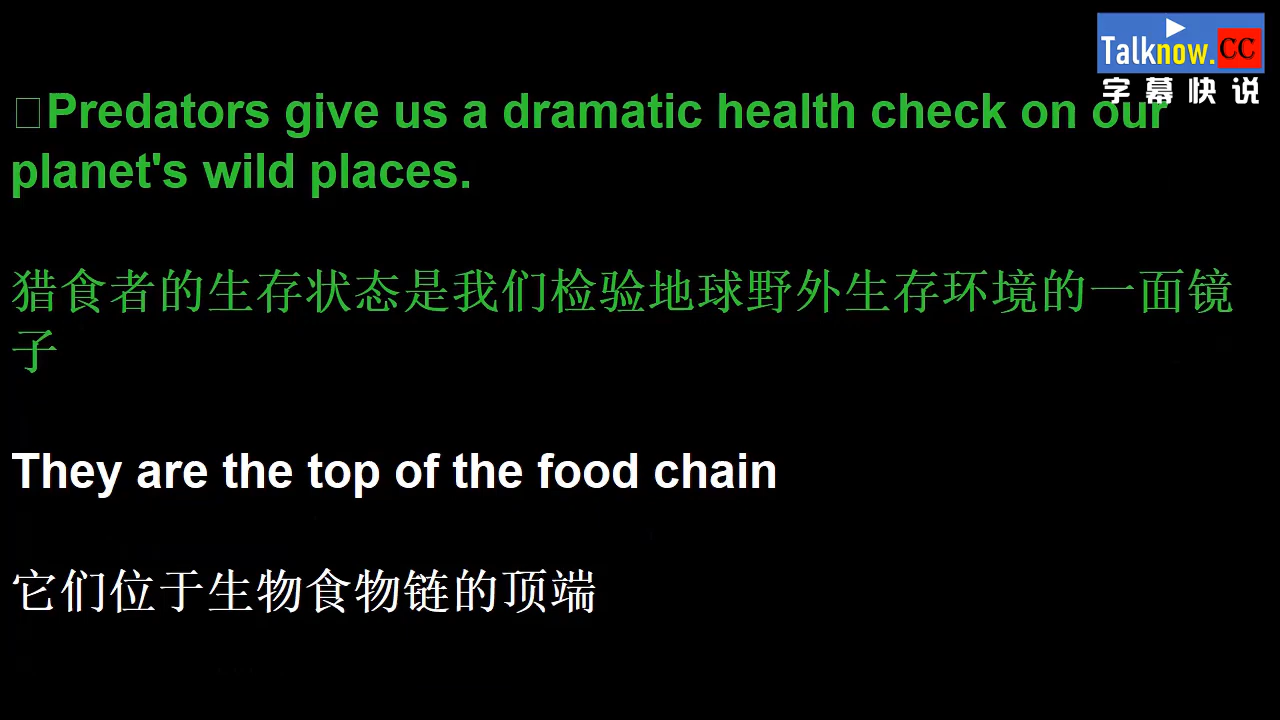 Talknow.CC
字幕快说
□Predators give us a dramatic health check on our
planet's wild places.
猎食者的生存状态是我们检验地球野外生存环境的一面镜
子
They are the top of the food chain
它们位于生物食物链的顶端